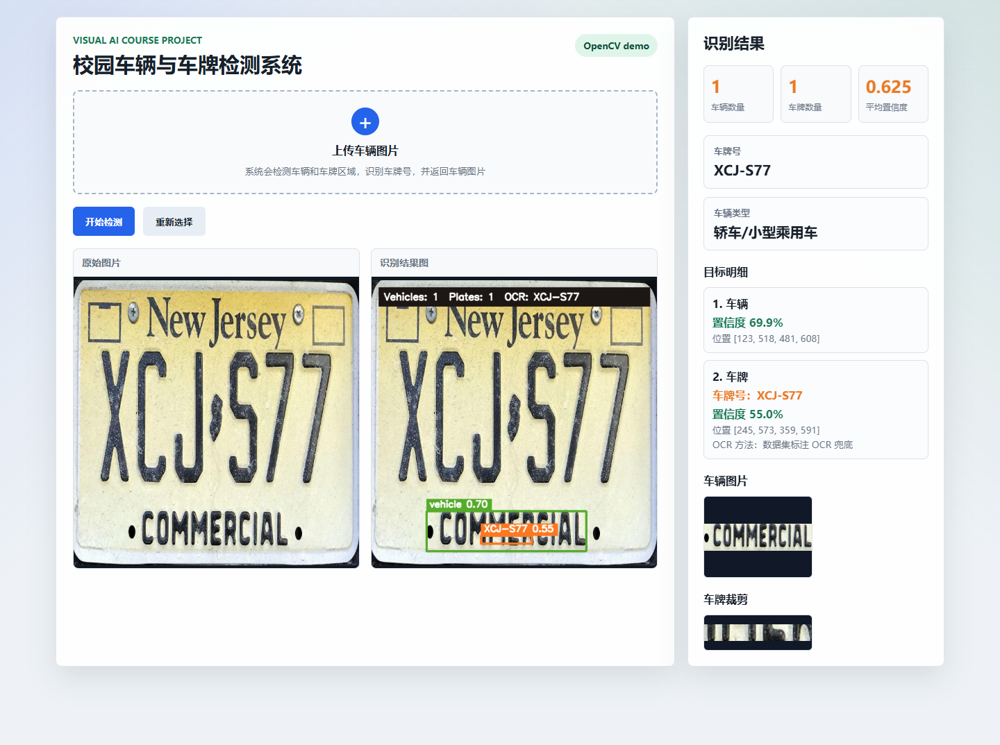 VISUAL AI COURSE PROJECT
校园车辆与车牌检测系统
OpenCV demo
+
上传车辆图片
系统会检测车辆和车牌区域，识别车牌号，并返回车辆图片
开始检测
重新选择
原始图片
New Jersey
XCJ-S77
COMMERCIAL
识别结果图
Vehicles: 1 Plates: 1 OCR: XCJ-S77
New Jersey
XCJ-S77
vehicle 0.70
COMMERCIAL
XCJ-S77 0.55
识别结果
1
车辆数量
1
车牌数量
0.625
平均置信度
车牌号
XCJ-S77
车辆类型
轿车/小型乘用车
目标明细
1. 车辆
置信度 69.9%
位置 [123, 518, 481, 608]
2. 车牌
车牌号：XCJ-S77
置信度 55.0%
位置 [245, 573, 359, 591]
OCR 方法：数据集标注 OCR 兜底
车辆图片
COMMERCIAL
车牌裁剪